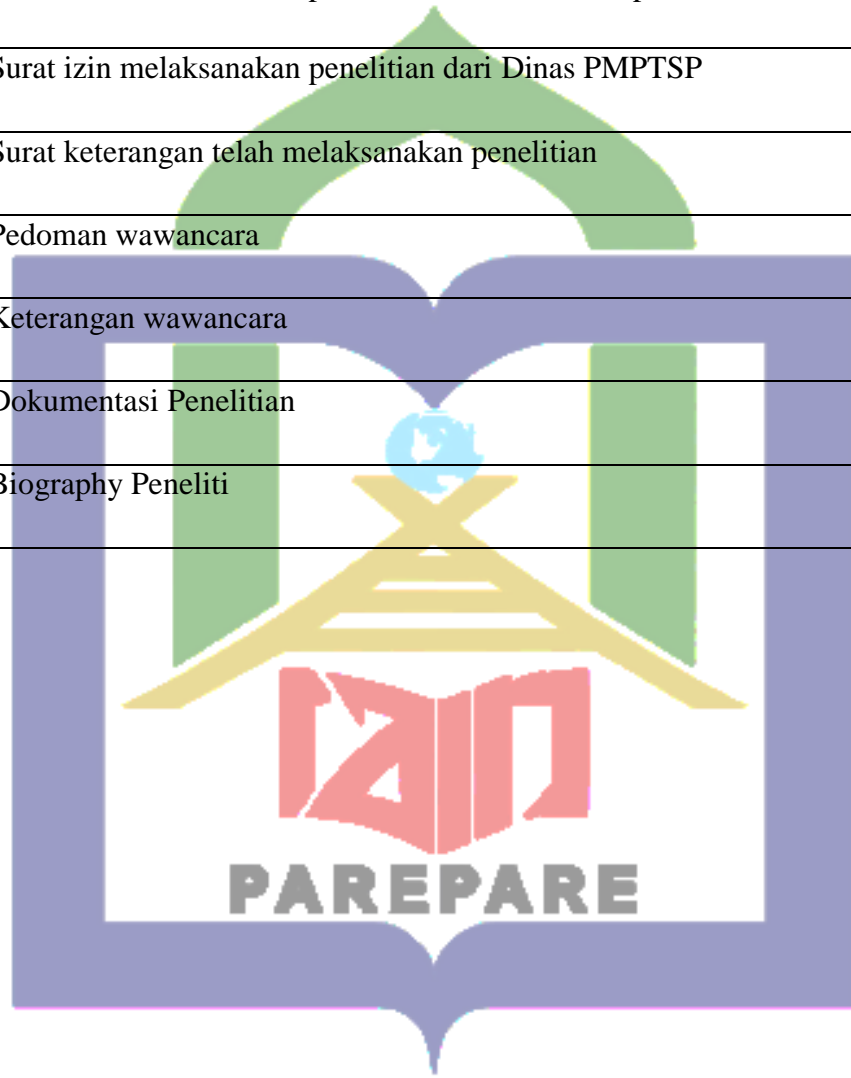 Surat izin melaksanakan penelitian dari Dinas PMPTSP
Surat keterangan telah melaksanakan penelitian
Pedoman wawancara
Keterangan wawancara
Dokumentasi Penelitian
Biography Peneliti
iain
PAREPARE